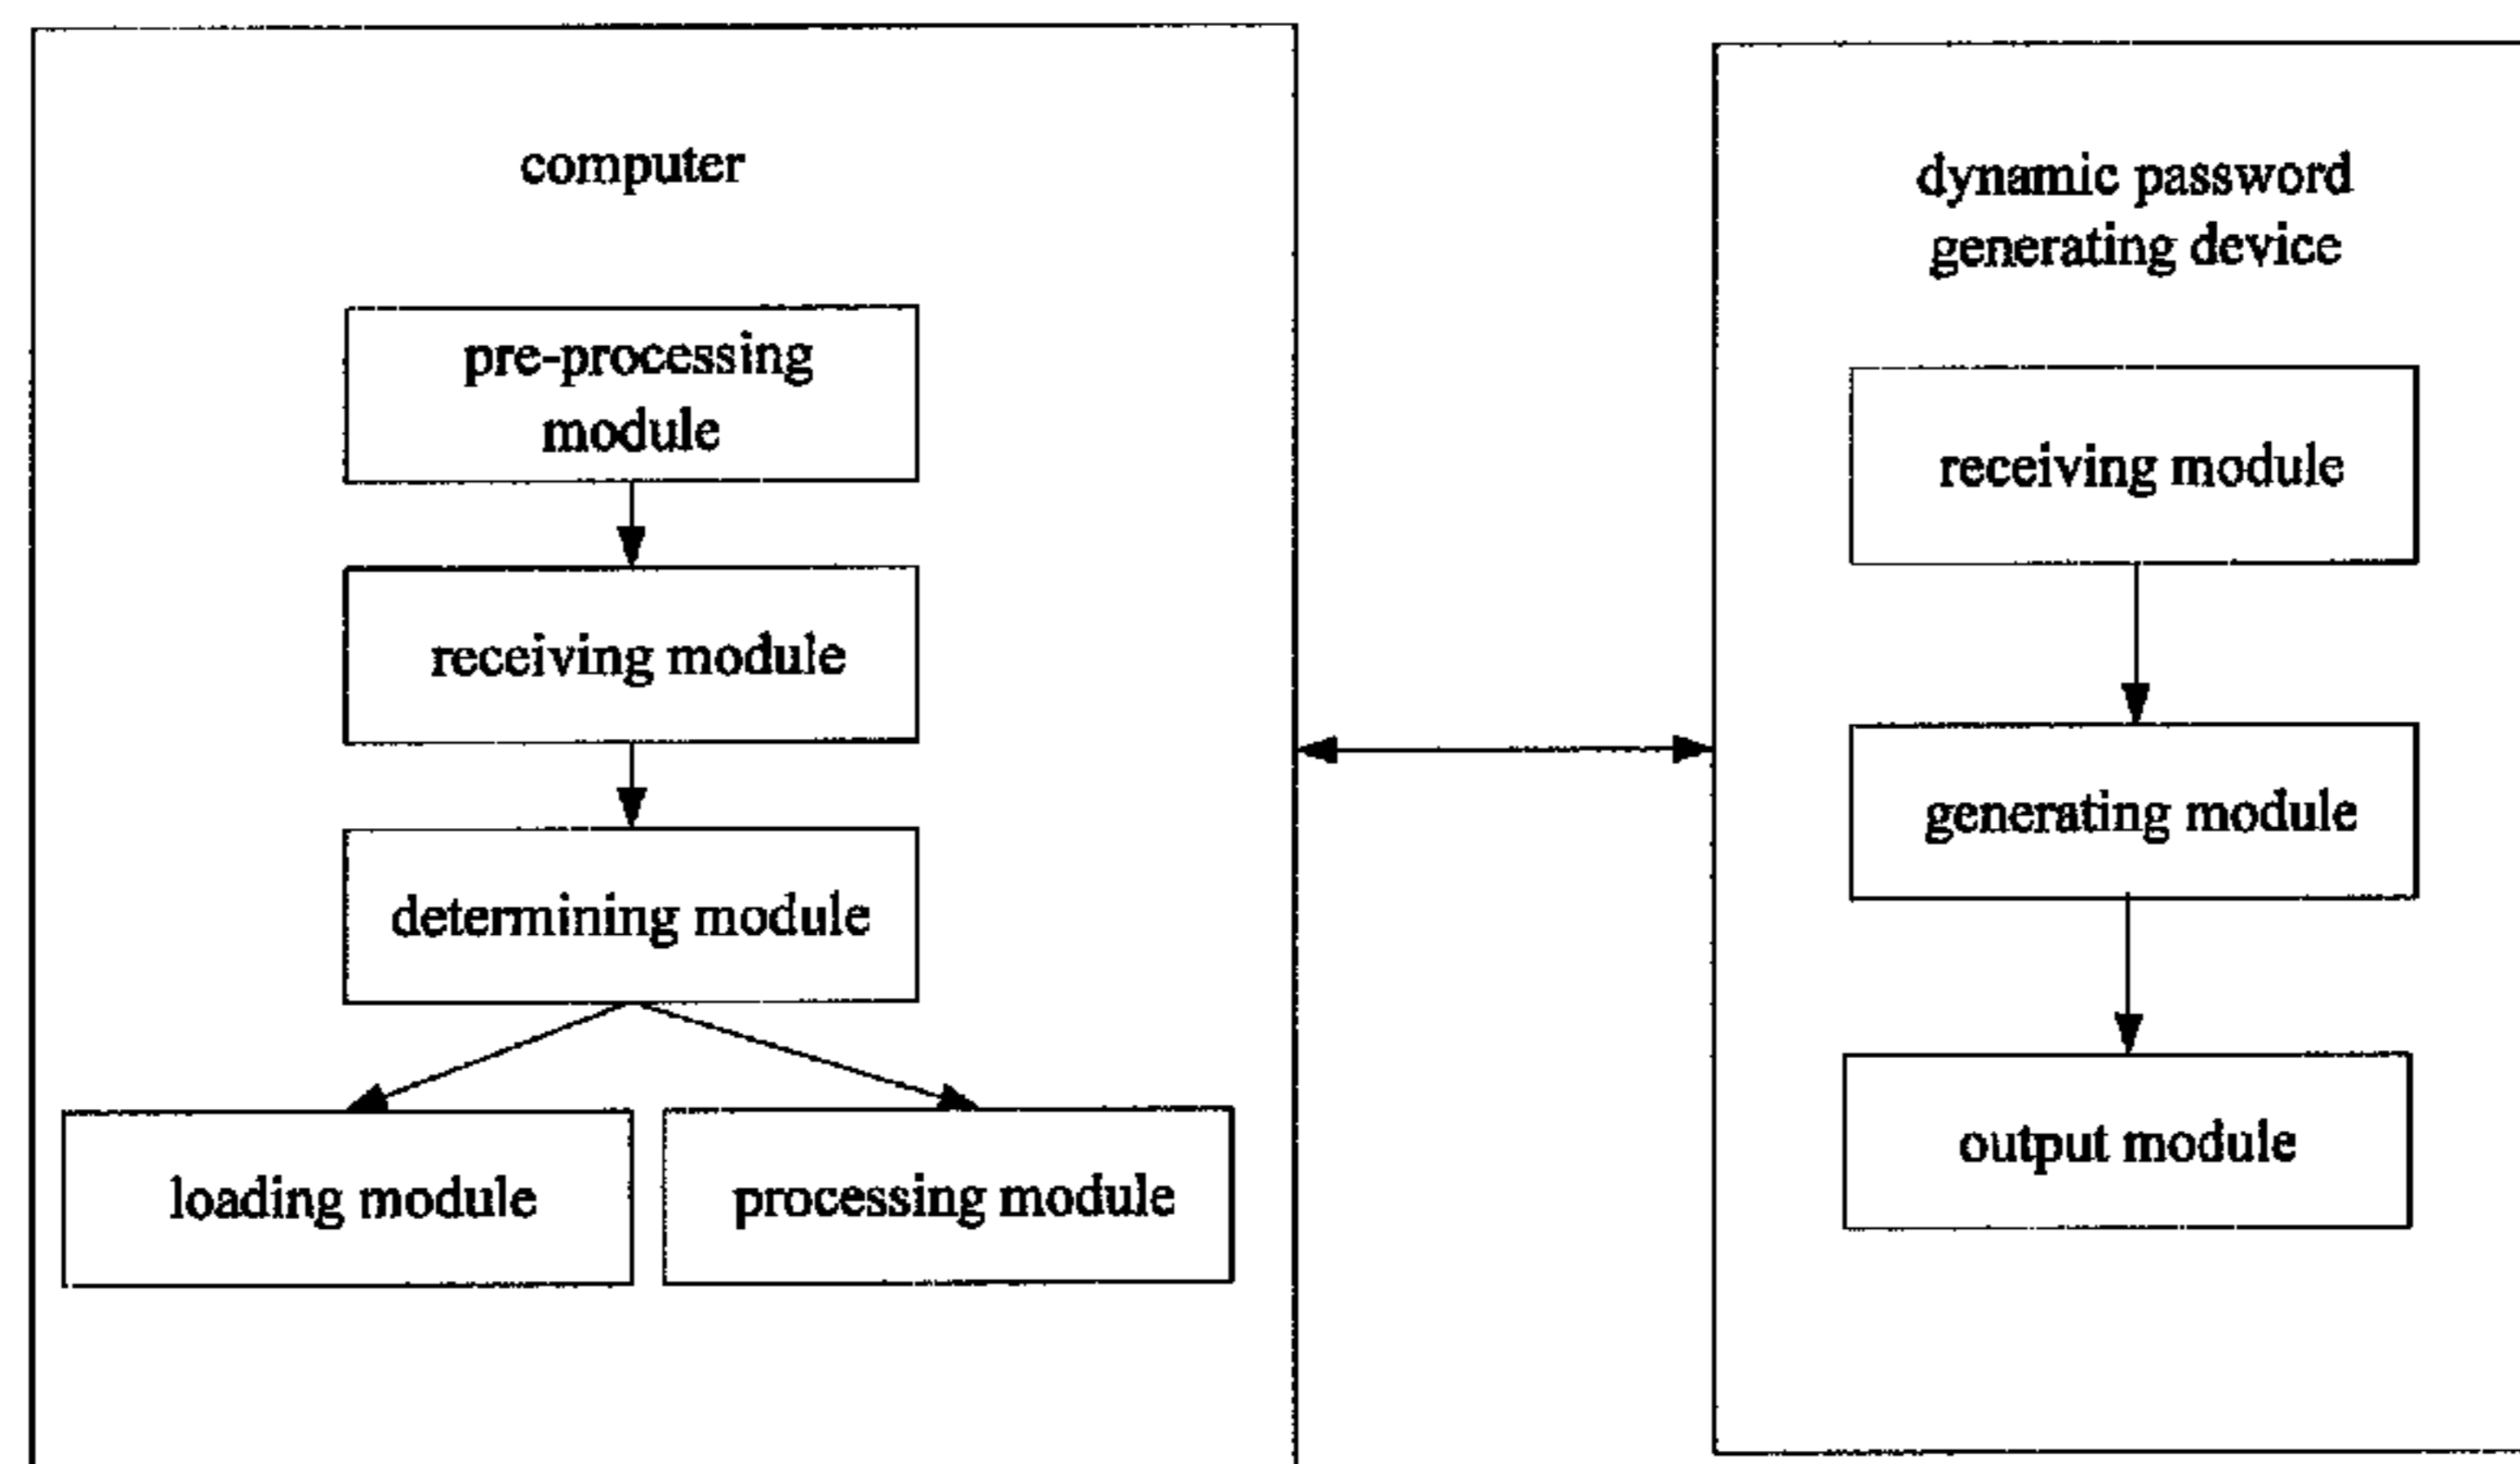 computer
pre-processing
module
receiving module
determining module
loading module
processing module
dynamic password
generating device
receiving module
generating module
output module